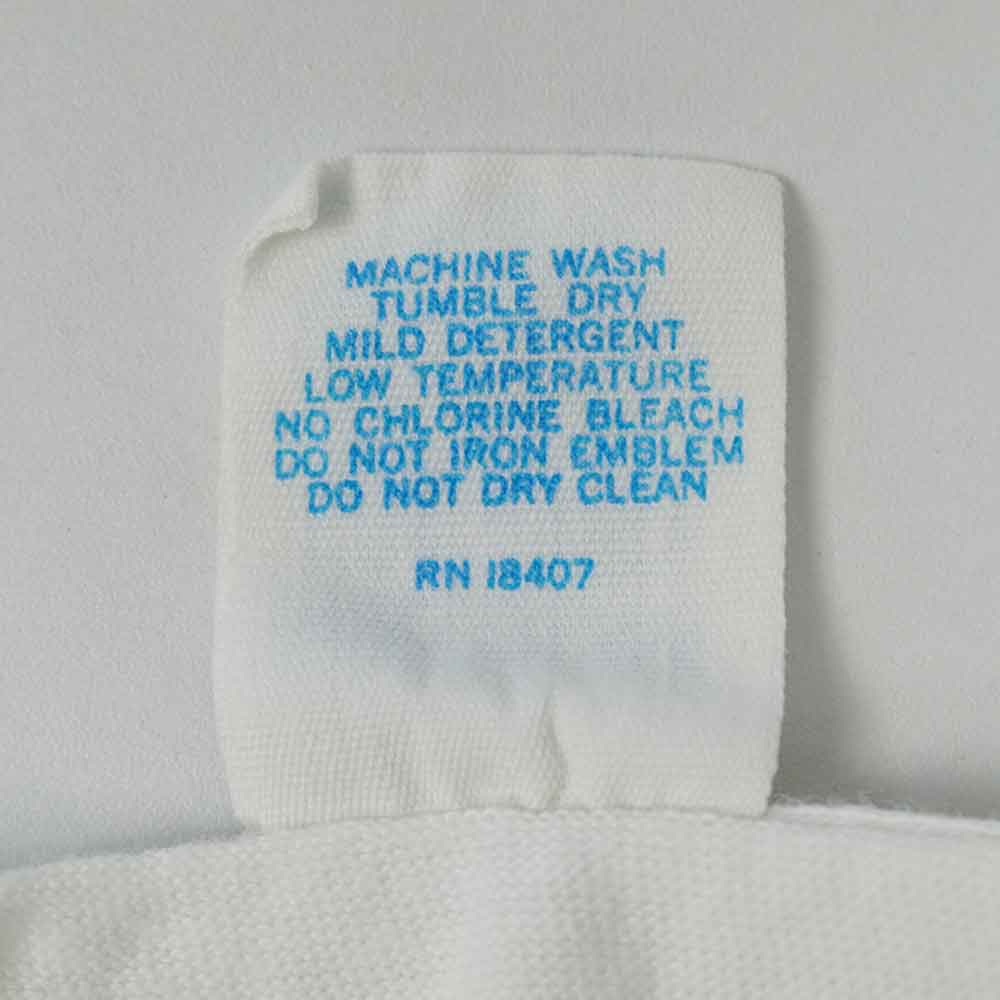 MACHINE WASH
TUMBLE DRY
MILD DETERGENT
LOW TEMPERATURE
NO CHLORINE BLEACH
DO NOT IRON EMBLEM
DO NOT DRY CLEAN
RN 18407